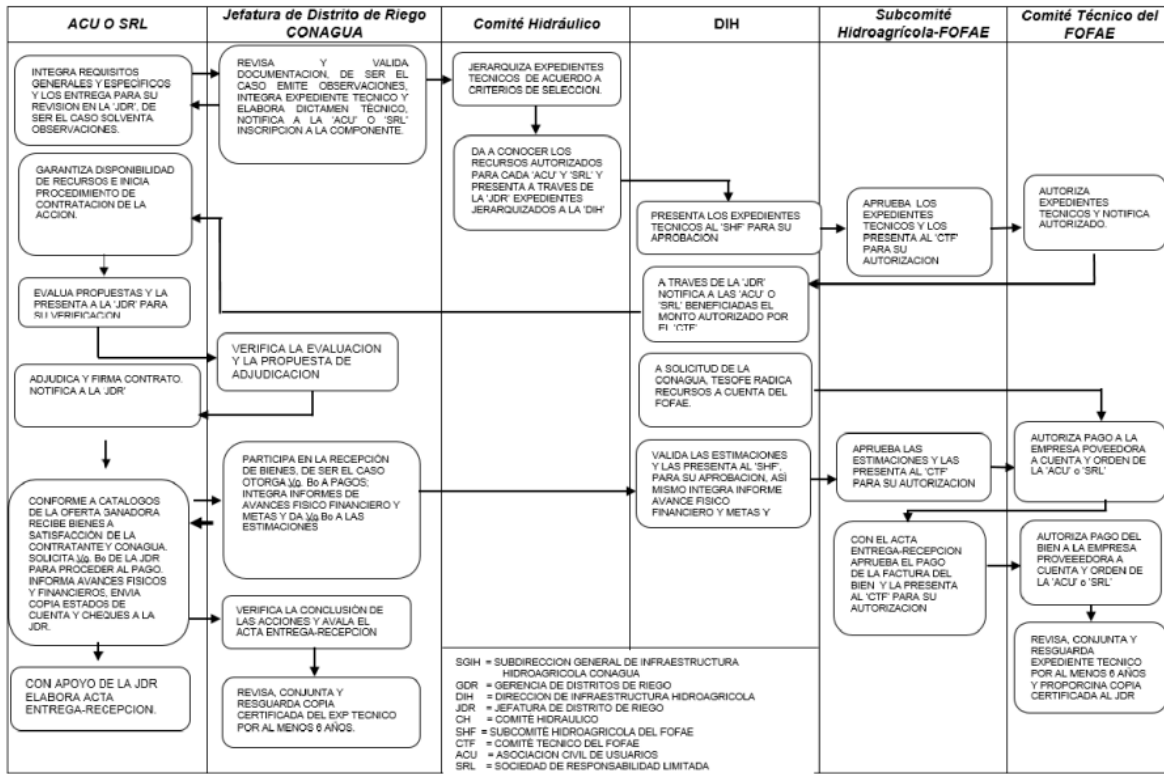 ACU O SRL
Jefatura de Distrito de Riego
CONAGUA
Comité Hidráulico
DIH
Subcomité
Hidroagrícola-FOFAE
Comité Técnico del
FOFAE
INTEGRA REQUISITOS
GENERALES Y ESPECÍFICOS
Y LOS ENTREGA PARA SU
REVISION EN LA 'JDR', DE
SER EL CASO SOLVENTA
OBSERVACIONES.
REVISA Y VALIDA
DOCUMENTACION, DE SER EL
CASO EMITE OBSERVACIONES,
INTEGRA EXPEDIENTE TECNICO Y
ELABORA DICTAMEN TÉCNICO,
NOTIFICA A LA 'ACU' O 'SRL'
INSCRIPCION A LA COMPONENTE.
JERARQUIZA EXPEDIENTES
TECNICOS DE ACUERDO A
CRITERIOS DE SELECCION.
DA A CONOCER LOS
RECURSOS AUTORIZADOS
PARA CADA 'ACU' Y 'SRL' Y
PRESENTA A TRAVES DE
LA 'JDR' EXPEDIENTES
JERARQUIZADOS A LA 'DIH'
PRESENTA LOS EXPEDIENTES
TECNICOS AL 'SHF' PARA SU
APROBACION
APRUEBA LOS
EXPEDIENTES
TECNICOS Y LOS
PRESENTA AL 'CTF'
PARA SU
AUTORIZACION
AUTORIZA
EXPEDIENTES
TECNICOS Y NOTIFICA
AUTORIZADO.
GARANTIZA DISPONIBILIDAD
DE RECURSOS E INICIA
PROCEDIMIENTO DE
CONTRATACION DE LA
ACCION.
A TRAVES DE LA 'JDR'
NOTIFICA A LAS 'ACU' O
'SRL' BENEFICIADAS EL
MONTO AUTORIZADO POR
EL 'CTF'
EVALUA PROPUESTAS Y LA
PRESENTA A LA 'JDR' PARA
SU VERIFICACION
VERIFICA LA EVALUACION
Y LA PROPUESTA DE
ADJUDICACION
ADJUDICA Y FIRMA CONTRATO.
NOTIFICA A LA 'JDR'
A SOLICITUD DE LA
CONAGUA, TESOFE RADICA
RECURSOS A CUENTA DEL
FOFAE.
AUTORIZA PAGO A LA
EMPRESA POVEEDORA
A CUENTA Y ORDEN DE
LA 'ACU' o 'SRL'
CONFORME A CATALOGOS
DE LA OFERTA GANADORA
RECIBE BIENES A
SATISFACCIÓN DE LA
CONTRATANTE Y CONAGUA.
SOLICITA Vo. Bo DE LA JDR
PARA PROCEDER AL PAGO.
INFORMA AVANCES FISICOS
Y FINANCIEROS, ENVIA
COPIA ESTADOS DE
CUENTA Y CHEQUES A LA
JDR.
PARTICIPA EN LA RECEPCIÓN
DE BIENES, DE SER EL CASO
OTORGA Vo. Bo A PAGOS;
INTEGRA INFORMES DE
AVANCES FISICO FINANCIERO
Y METAS Y DA Vo Bo A LAS
ESTIMACIONES
VALIDA LAS ESTIMACIONES
Y LAS PRESENTA AL 'SHF',
PARA SU APROBACION, ASÍ
MISMO INTEGRA INFORME
AVANCE FISICO
FINANCIERO Y METAS Y
APRUEBA LAS
ESTIMACIONES Y LAS
PRESENTA AL 'CTF'
PARA SU AUTORIZACION
CON EL ACTA
ENTREGA-RECEPCION
APRUEBA EL PAGO
DE LA FACTURA DEL
BIEN Y LA PRESENTA
AL 'CTF' PARA SU
AUTORIZACION
AUTORIZA PAGO DEL
BIEN A LA EMPRESA
PROVEEEDORA A
CUENTA Y ORDEN DE
LA 'ACU' o 'SRL'
VERIFICA LA CONCLUSIÓN DE
LAS ACCIONES Y AVALA EL
ACTA ENTREGA-RECEPCION
CON APOYO DE LA JDR
ELABORA ACTA
ENTREGA-RECEPCION.
REVISA, CONJUNTA Y
RESGUARDA COPIA
CERTIFICADA DEL EXP TECNICO
POR AL MENOS 6 AÑOS.
REVISA, CONJUNTA Y
RESGUARDA
EXPEDIENTE TECNICO
POR AL MENOS 6 AÑOS
Y PROPORCINA COPIA
CERTIFICADA AL JDR
SGIH = SUBDIRECCION GENERAL DE INFRAESTRUCTURA
HIDROAGRICOLA CONAGUA
GDR = GERENCIA DE DISTRITOS DE RIEGO
DIH = DIRECCION DE INFRAESTRUCTURA HIDROAGRICOLA
JDR = JEFATURA DE DISTRITO DE RIEGO
CH = COMITÉ HIDRAULICO
SHF = SUBCOMITÉ HIDROAGRICOLA DEL FOFAE
CTF = COMITÉ TECNICO DEL FOFAE
ACU = ASOCIACION CIVIL DE USUARIOS
SRL = SOCIEDAD DE RESPONSABILIDAD LIMITADA